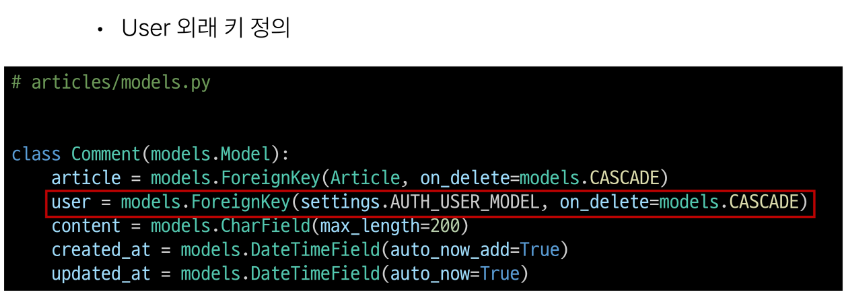 • User 외래 키 정의
# articles/models.py
class Comment(models.Model):
    article = models.ForeignKey(Article, on_delete=models.CASCADE)
    user = models.ForeignKey(settings.AUTH_USER_MODEL, on_delete=models.CASCADE)
    content = models.CharField(max_length=200)
    created_at = models.DateTimeField(auto_now_add=True)
    updated_at = models.DateTimeField(auto_now=True)